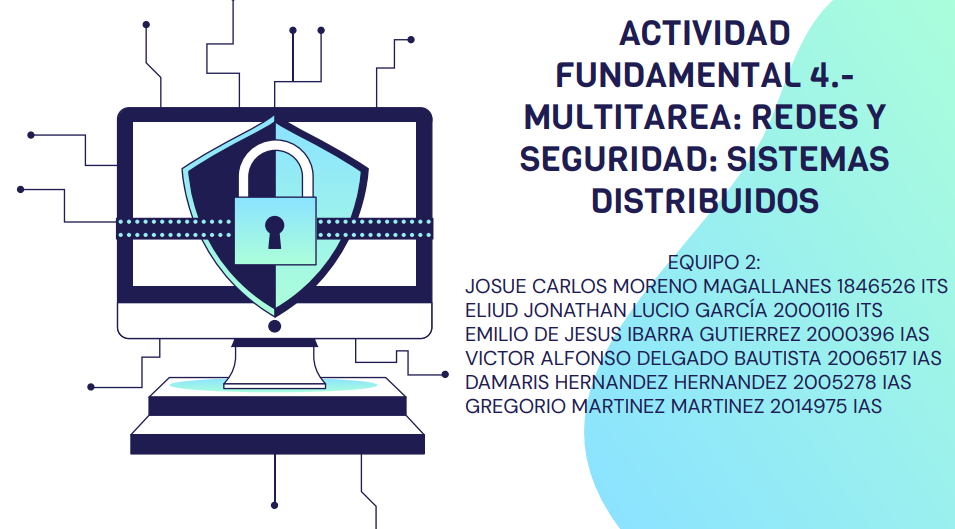 ACTIVIDAD
FUNDAMENTAL 4.-
MULTITAREA: REDES Y
SEGURIDAD: SISTEMAS
DISTRIBUIDOS
EQUIPO 2:
JOSUE CARLOS MORENO MAGALLANES 1846526 ITS
ELIUD JONATHAN LUCIO GARCÍA 2000116 ITS
EMILIO DE JESUS IBARRA GUTIERREZ 2000396 IAS
VICTOR ALFONSO DELGADO BAUTISTA 2006517 IAS
DAMARIS HERNANDEZ HERNANDEZ 2005278 IAS
GREGORIO MARTINEZ MARTINEZ 2014975 IAS